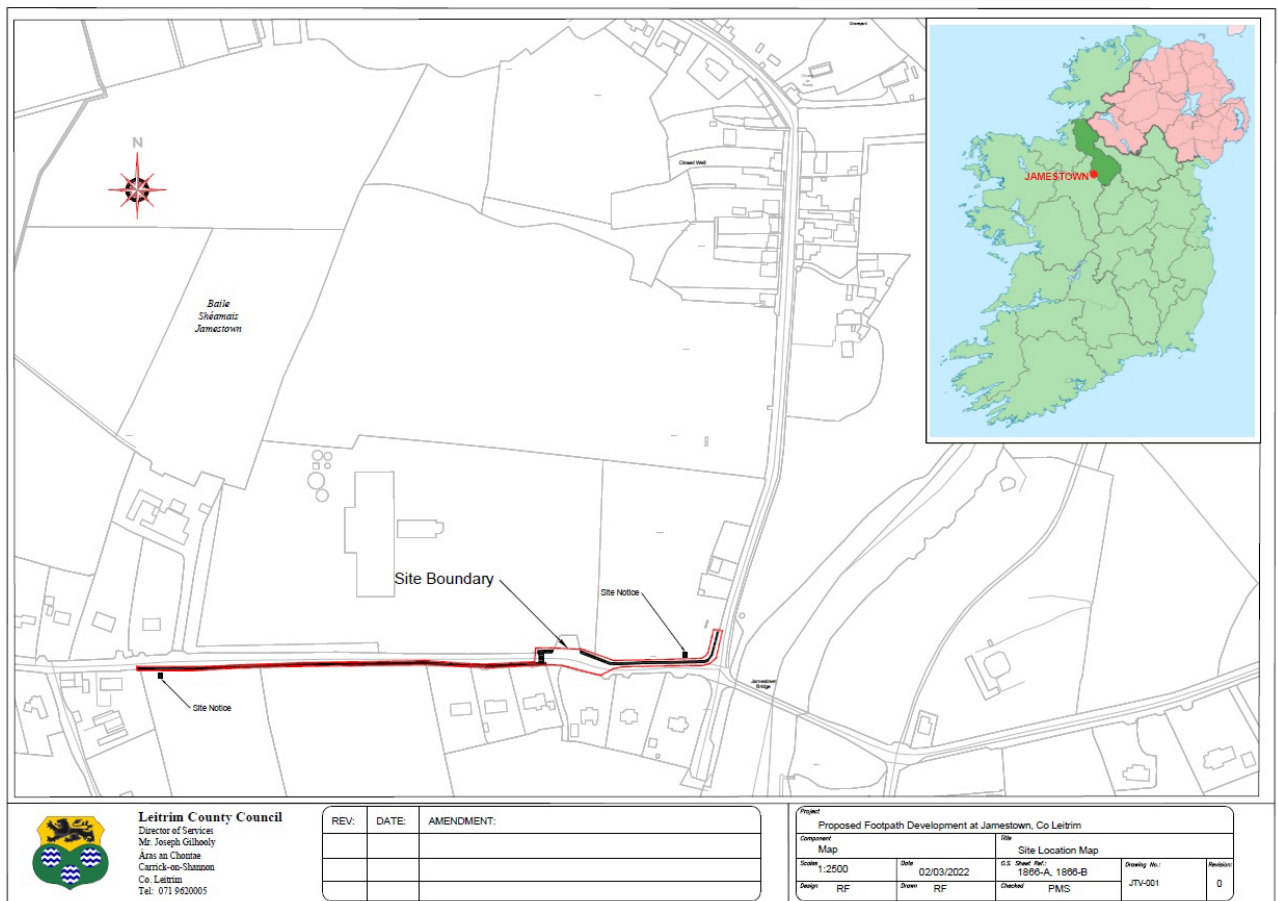 Graveyard
N
Closed Well
JAMESTOWN
Baile
Shéamais
Jamestown
Site Boundary
Site Notice
Site Notice
Jamestown
Bridge
Leitrim County Council
Director of Services
Mr. Joseph Gilhooly
Áras an Chontae
Carrick-on-Shannon
Co. Leitrim
Tel: 071 9620005
REV: DATE: AMENDMENT:
Project
Proposed Footpath Development at Jamestown, Co Leitrim
Component Title
Map Site Location Map
Scales Date O.S. Sheet Ref.: Drawing No.: Revision:
1:2500 02/03/2022 1866-A, 1866-B JTV-001 0
Design RF Drawn RF Checked PMS